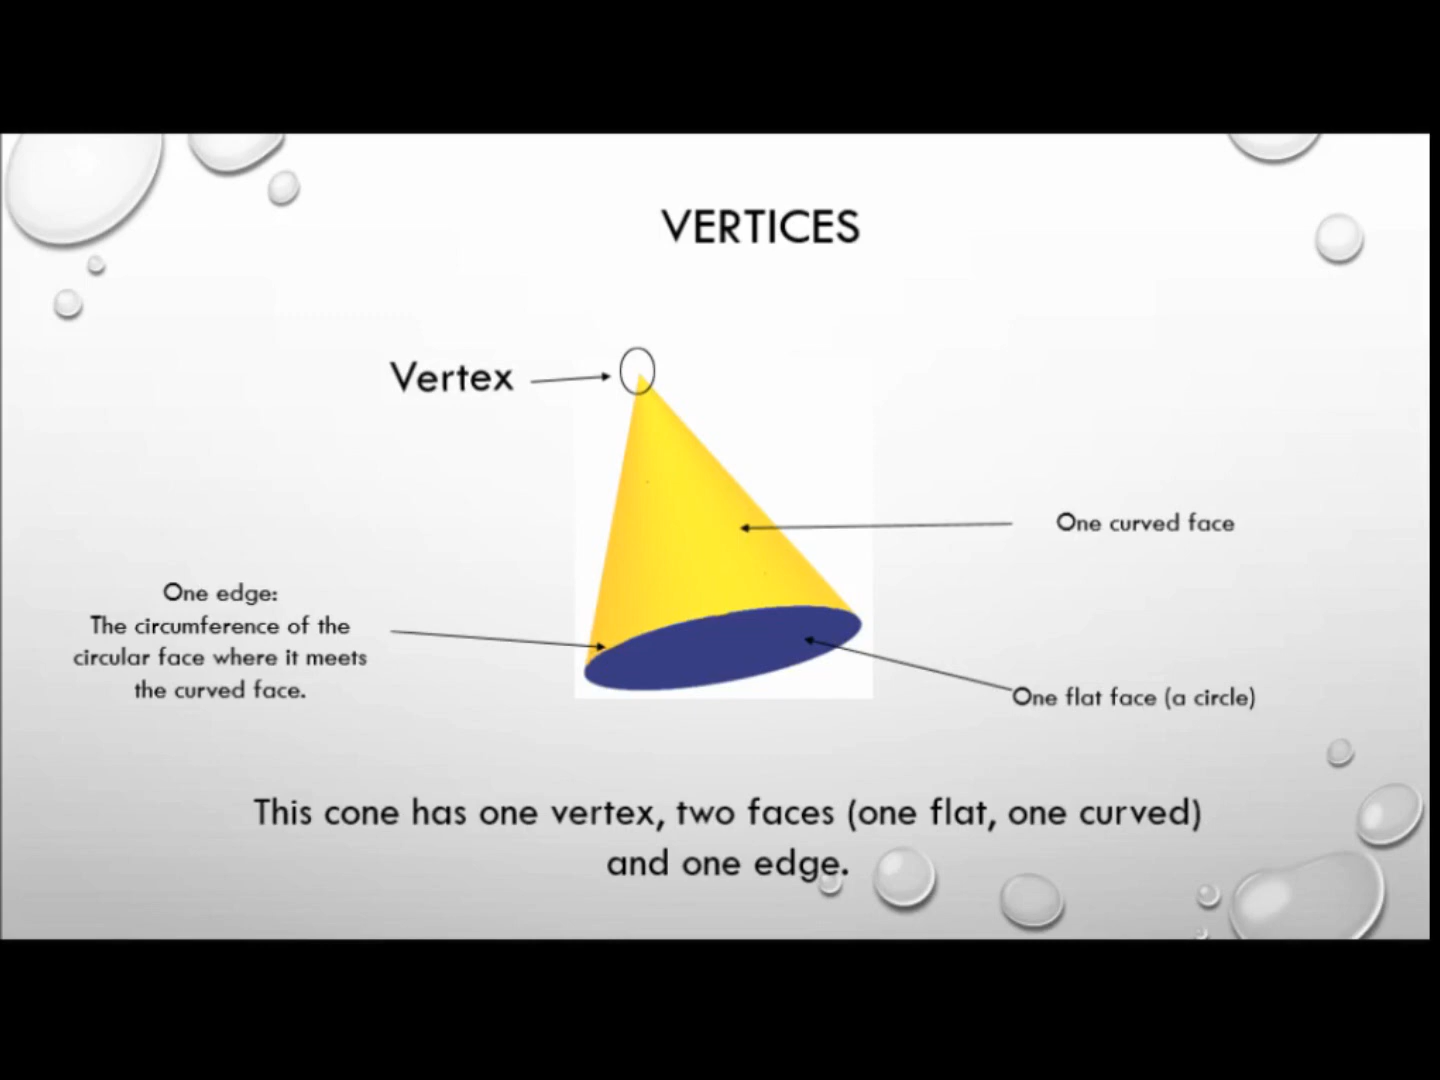 VERTICES
Vertex
One curved face
One edge:
The circumference of the
circular face where it meets
the curved face.
One flat face (a circle)
This cone has one vertex, two faces (one flat, one curved)
and one edge.